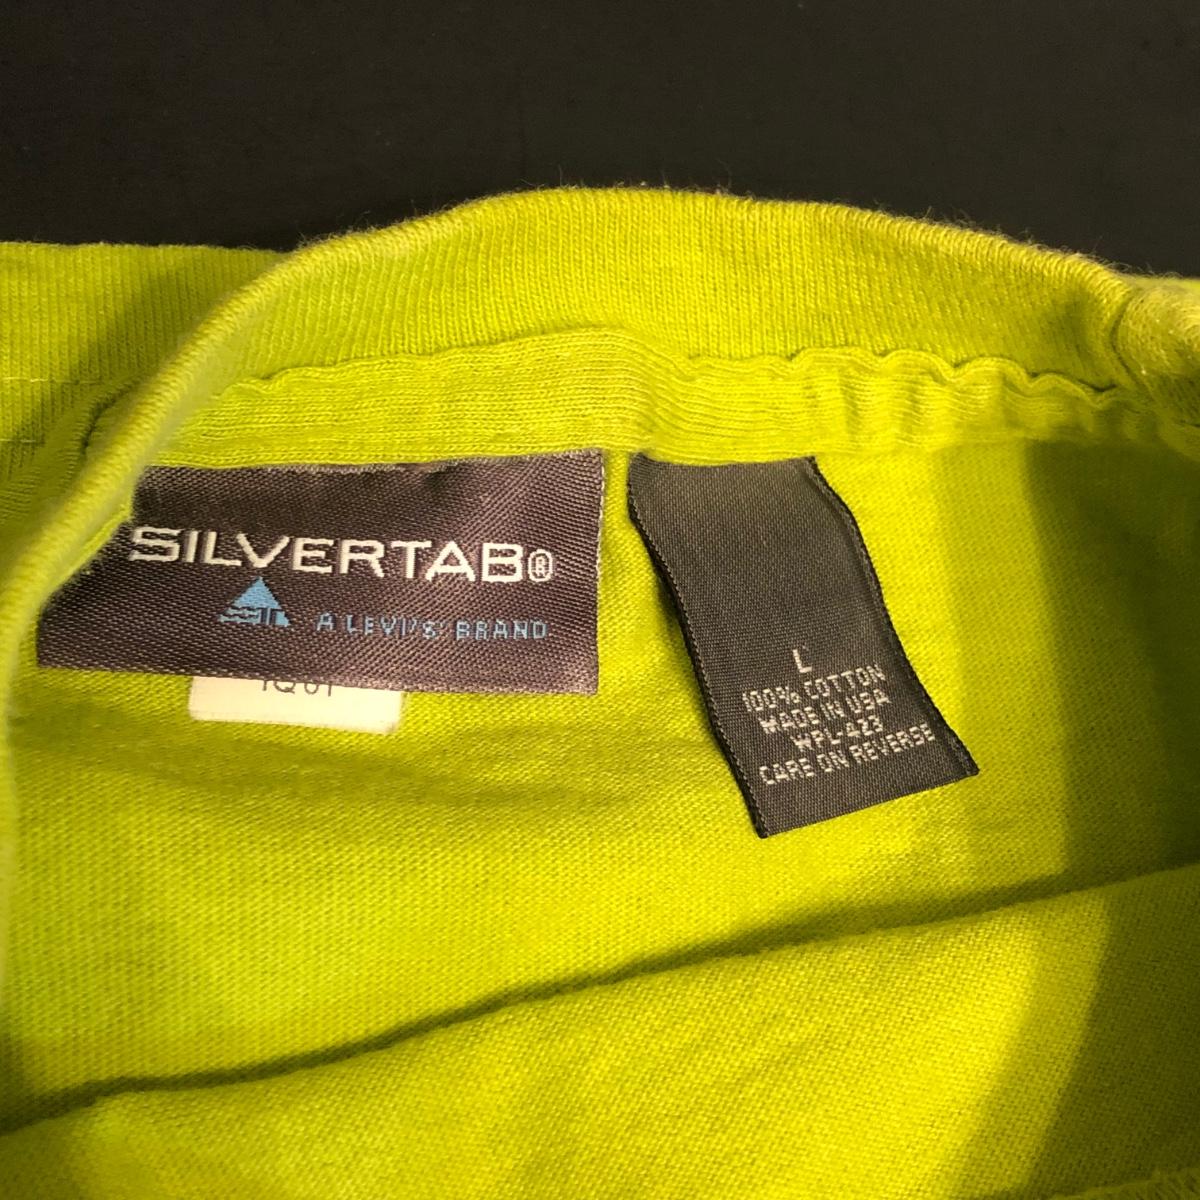 SILVERTAB®
A LEVI'S BRAND
L
100% COTTON
MADE IN USA
WPL-423
CARE ON REVERSE